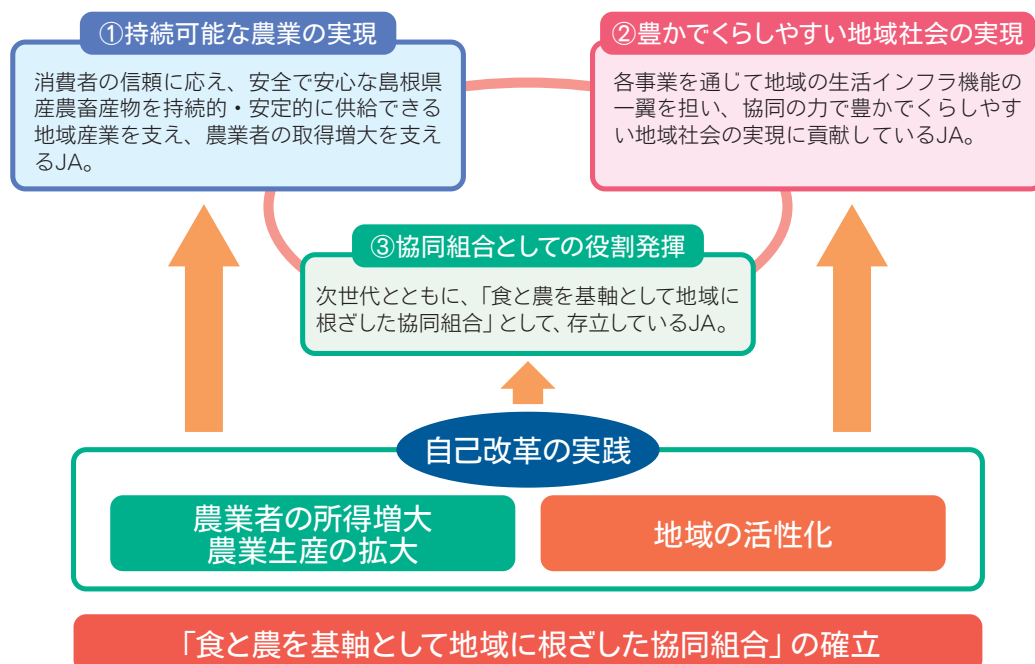 ①持続可能な農業の実現
消費者の信頼に応え、安全で安心な島根県
産農畜産物を持続的・安定的に供給できる
地域産業を支え、農業者の取得増大を支え
るJA。
②豊かでくらしやすい地域社会の実現
各事業を通じて地域の生活インフラ機能の
一翼を担い、協同の力で豊かでくらしやす
い地域社会の実現に貢献しているJA。
③協同組合としての役割発揮
次世代とともに、「食と農を基軸として地域に
根ざした協同組合」として、存立しているJA。
自己改革の実践
農業者の所得増大
農業生産の拡大
地域の活性化
「食と農を基軸として地域に根ざした協同組合」の確立